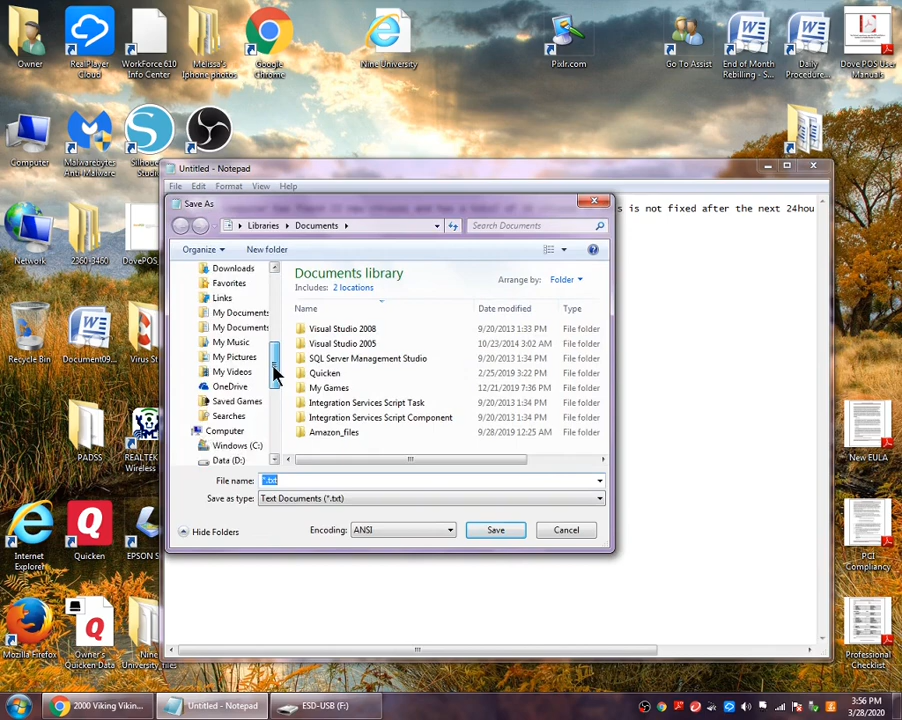 Owner
RealPlayer Cloud
WorkForce 610 Info Center
Melissa's Iphone photos
Google Chrome
Nine University
Pixlr.com
Go To Assist
End of Month Rebilling - S...
Daily Procedure...
Dove POS User Manuals
Computer
Malwarebytes Anti-Malware
Silhouette Studio
Network
2360-3460
DovePOS
Recycle Bin
Document09...
Virus
PADSS
REALTEK Wireless
New EULA
Internet Explorer
Quicken
EPSON S
PCI Compliancy
Mozilla Firefox
Owner's Quicken Data
Nine University_files
Professional Checklist
Untitled - Notepad
File Edit Format View Help
s is not fixed after the next 24hou
Save As
Libraries Documents
Search Documents
Organize New folder
Downloads
Favorites
Links
My Documents
My Documents
My Music
My Pictures
My Videos
OneDrive
Saved Games
Searches
Computer
Windows (C:)
Data (D:)
Documents library
Includes: 2 locations
Arrange by: Folder
Name Date modified Type
Visual Studio 2008 9/20/2013 1:33 PM File folder
Visual Studio 2005 10/23/2014 3:02 AM File folder
SQL Server Management Studio 9/20/2013 1:34 PM File folder
Quicken 2/25/2019 3:22 PM File folder
My Games 12/21/2019 7:36 PM File folder
Integration Services Script Task 9/20/2013 1:34 PM File folder
Integration Services Script Component 9/20/2013 1:34 PM File folder
Amazon_files 9/28/2019 12:25 AM File folder
File name: *.txt
Save as type: Text Documents (*.txt)
Hide Folders Encoding: ANSI Save Cancel
2000 Viking Vikin...
Untitled - Notepad
ESD-USB (F:)
3:56 PM
3/28/2020